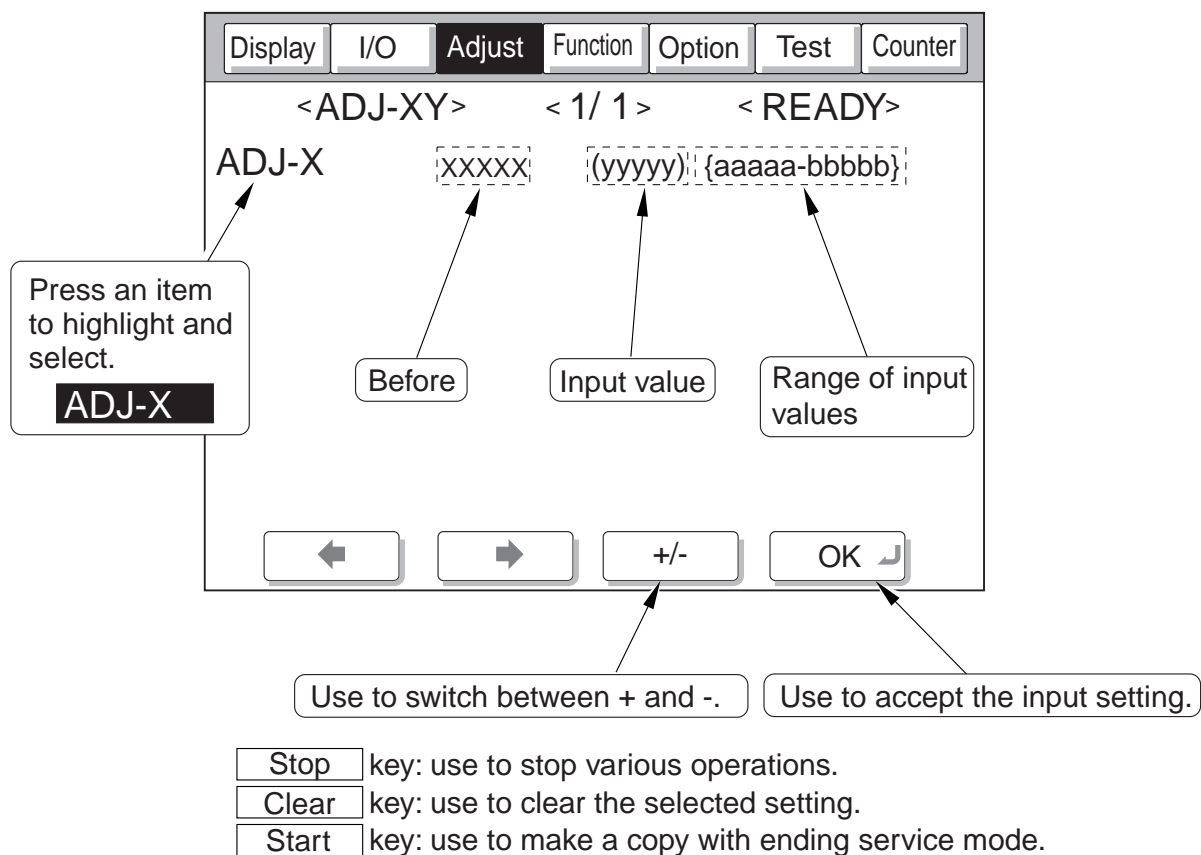 Display I/O Adjust Function Option Test Counter
<ADJ-XY> < 1/ 1 > < READY>
ADJ-X XXXXX (yyyyy) {aaaaa-bbbbb}
Press an item
to highlight and
select.
ADJ-X
Before
Input value
Range of input
values
+/- OK
Use to switch between + and -.
Use to accept the input setting.
Stop key: use to stop various operations.
Clear key: use to clear the selected setting.
Start key: use to make a copy with ending service mode.